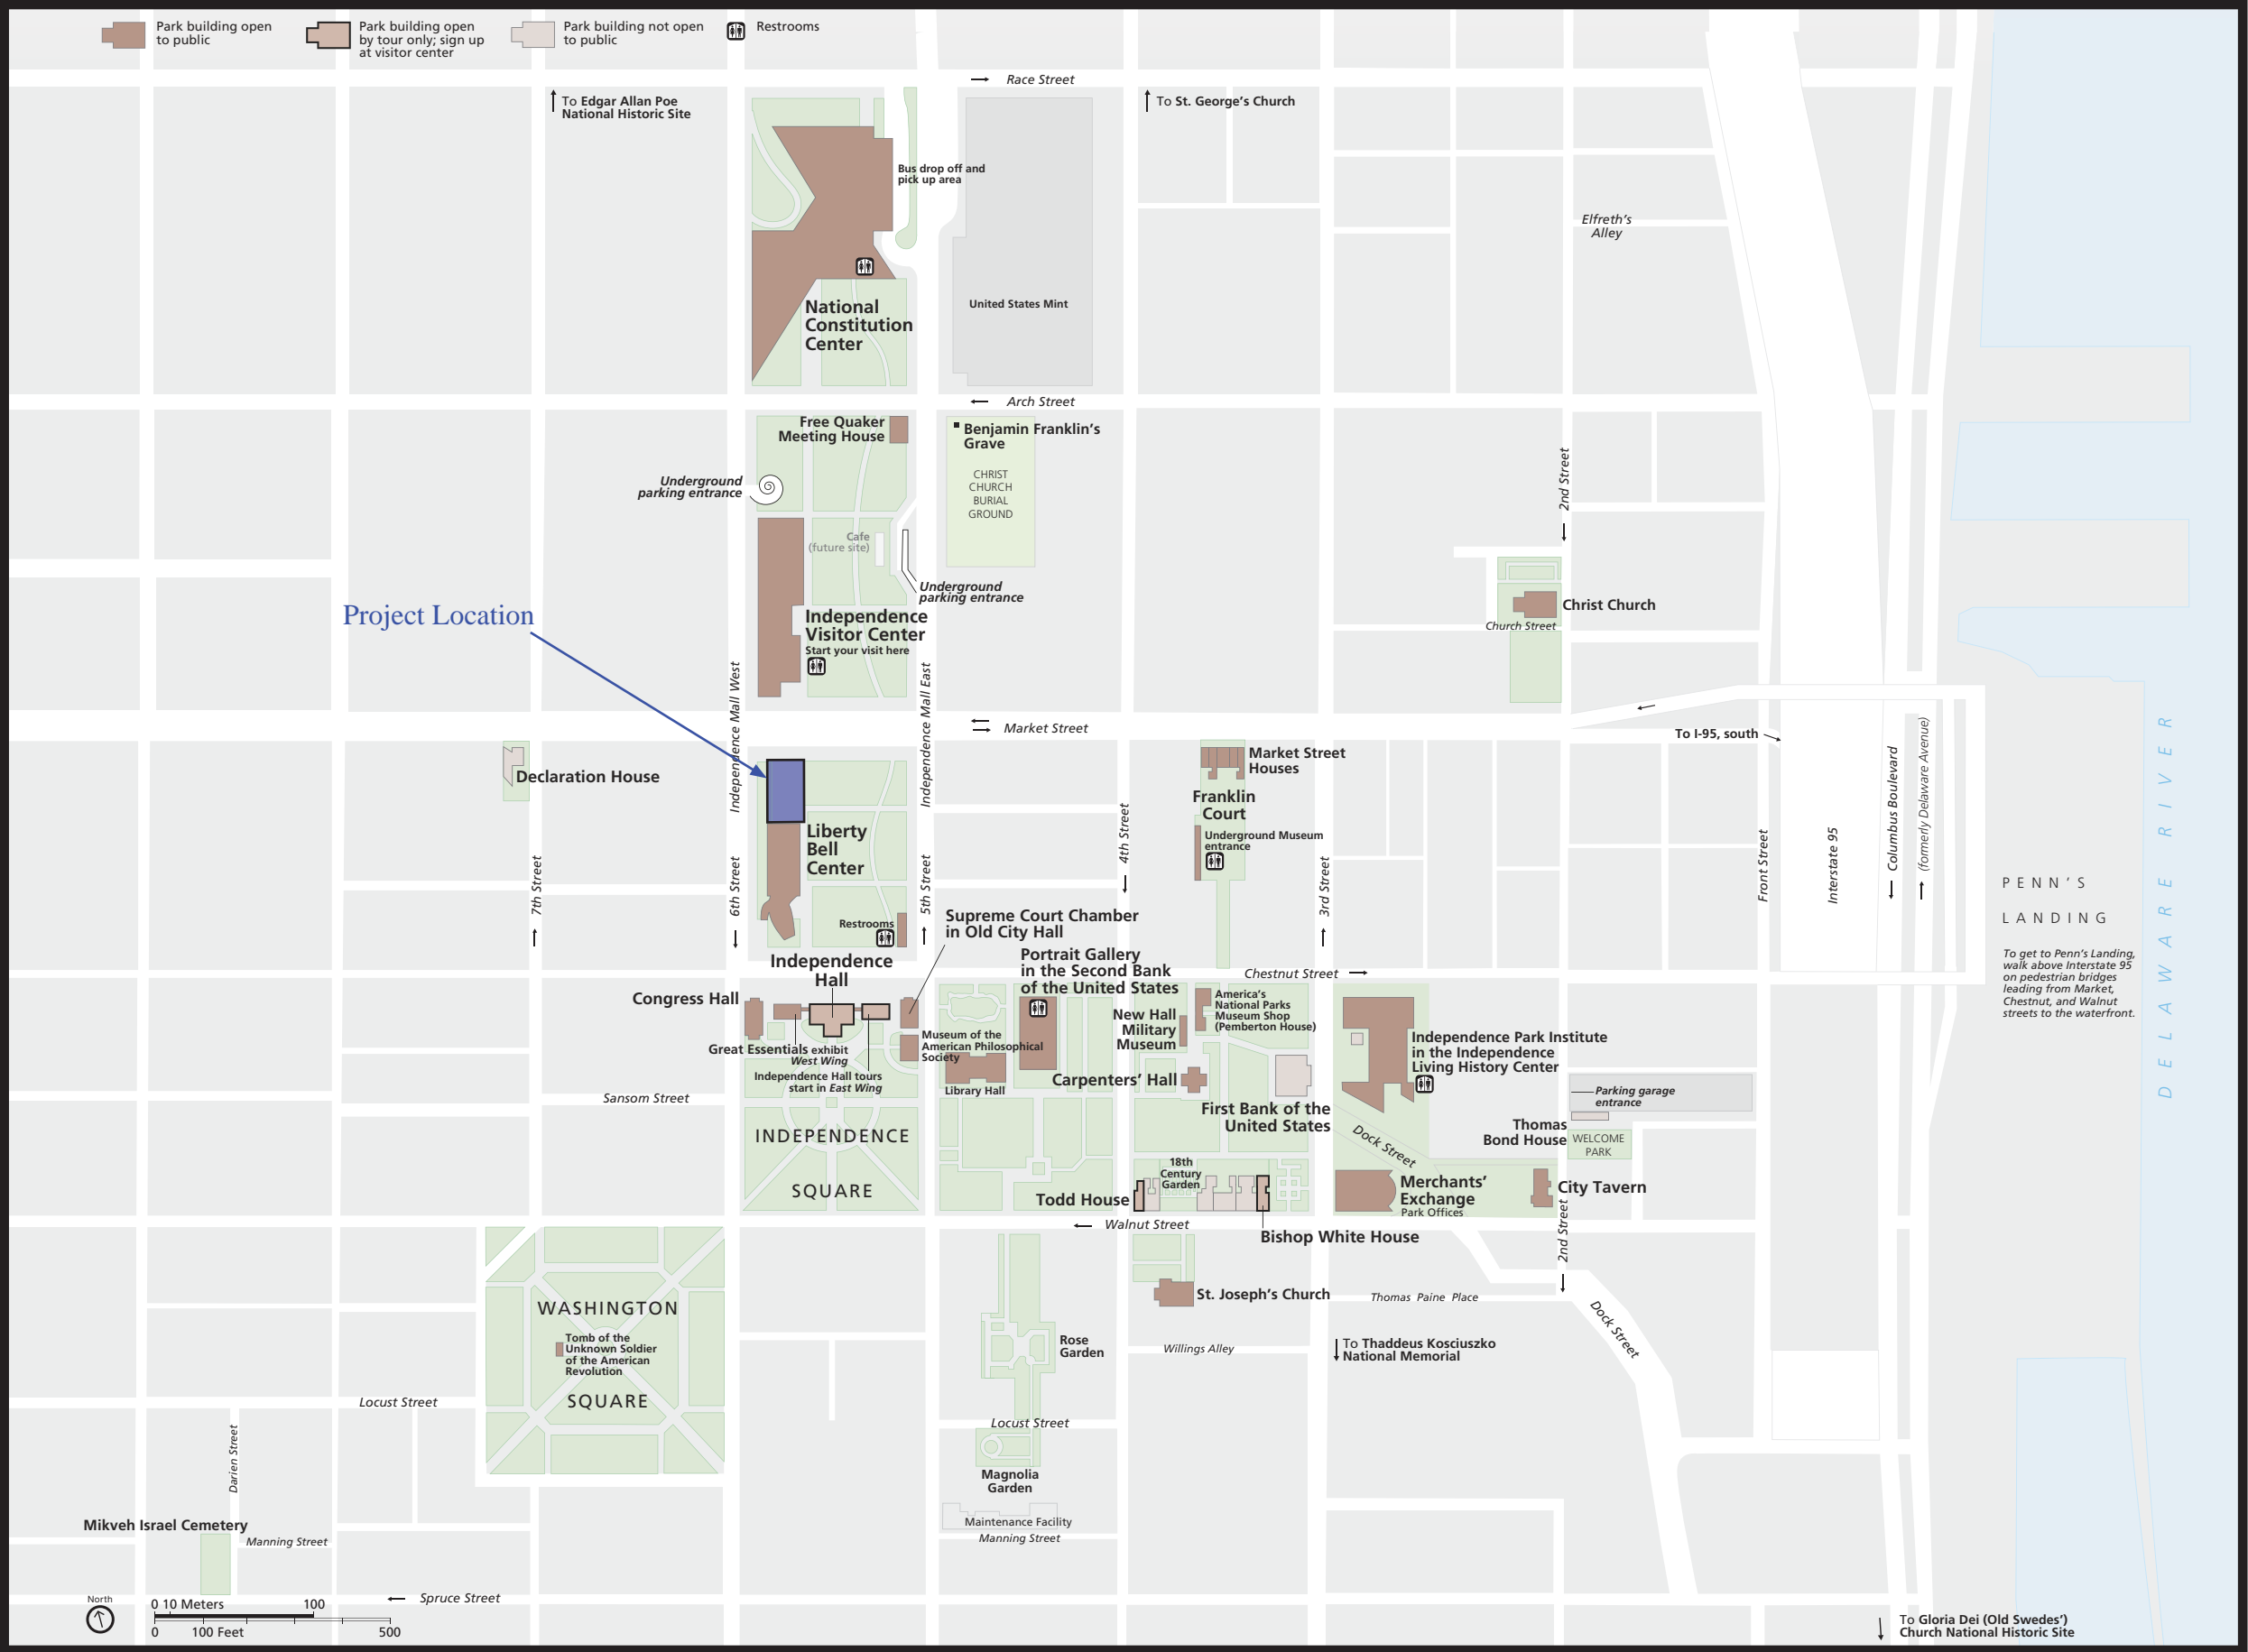 Park building open
to public
Park building open
by tour only; sign up
at visitor center
Park building not open
to public
Restrooms
Race Street
To Edgar Allan Poe
National Historic Site
To St. George's Church
Bus drop off and
pick up area
Elfreth's
Alley
United States Mint
National
Constitution
Center
Arch Street
Free Quaker
Meeting House
Benjamin Franklin's
Grave
CHRIST
CHURCH
BURIAL
GROUND
Underground
parking entrance
2nd Street
Cafe
(future site)
Underground
parking entrance
Project Location
Independence
Visitor Center
Start your visit here
Christ Church
Church Street
Independence Mall West
Independence Mall East
Market Street
To I-95, south
Declaration House
Market Street
Houses
Franklin
Court
Underground Museum
entrance
Liberty
Bell
Center
Restrooms
7th Street
6th Street
5th Street
4th Street
3rd Street
Front Street
Interstate 95
Columbus Boulevard
(formerly Delaware Avenue)
DELAWARE RIVER
PENN'S
LANDING
To get to Penn's Landing,
walk above Interstate 95
on pedestrian bridges
leading from Market,
Chestnut, and Walnut
streets to the waterfront.
Supreme Court Chamber
in Old City Hall
Independence
Hall
Portrait Gallery
in the Second Bank
of the United States
Chestnut Street
Congress Hall
America's
National Parks
Museum Shop
(Pemberton House)
New Hall
Military
Museum
Great Essentials exhibit
West Wing
Independence Hall tours
start in East Wing
Museum of the
American Philosophical
Society
Library Hall
Carpenters' Hall
Independence Park Institute
in the Independence
Living History Center
Sansom Street
First Bank of the
United States
Parking garage
entrance
Thomas
Bond House
WELCOME
PARK
Dock Street
INDEPENDENCE
SQUARE
18th
Century
Garden
Todd House
Merchants'
Exchange
Park Offices
City Tavern
Walnut Street
Bishop White House
2nd Street
WASHINGTON
SQUARE
Tomb of the
Unknown Soldier
of the American
Revolution
St. Joseph's Church
Thomas Paine Place
Dock Street
Rose
Garden
Willings Alley
To Thaddeus Kosciuszko
National Memorial
Locust Street
Locust Street
Darien Street
Magnolia
Garden
Maintenance Facility
Manning Street
Mikveh Israel Cemetery
Manning Street
Spruce Street
North
0 10 Meters 100
0 100 Feet 500
To Gloria Dei (Old Swedes')
Church National Historic Site